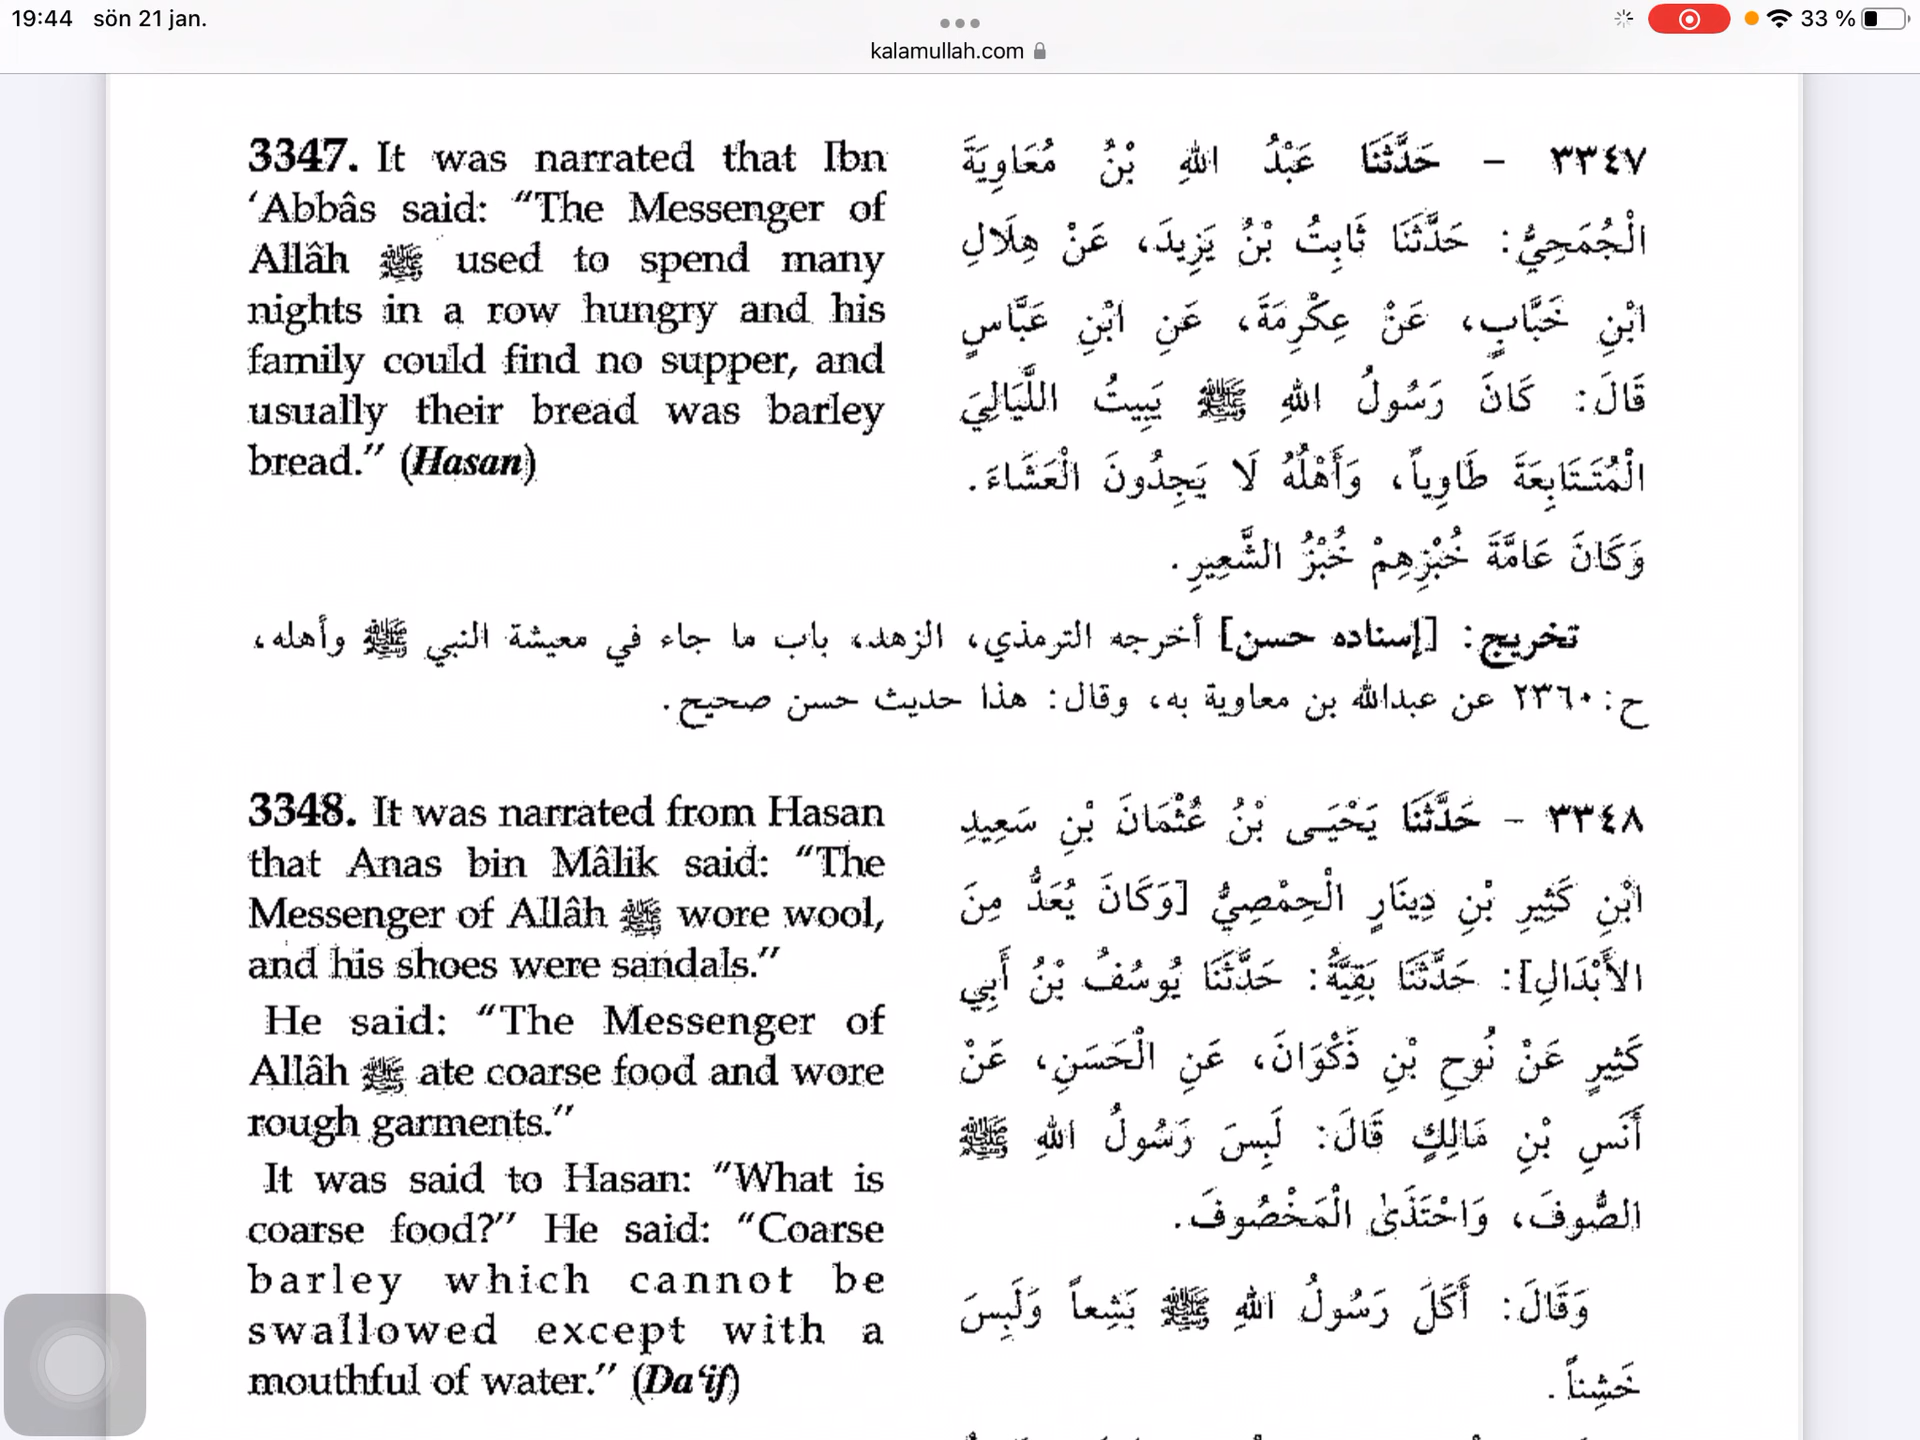 19:44 sön 21 jan.
33 %
kalamullah.com
3347. It was narrated that Ibn
‘Abbâs said: “The Messenger of
Allâh ﷺ used to spend many
nights in a row hungry and his
family could find no supper, and
usually their bread was barley
bread.” (Hasan)
٣٣٤٧ – حَدَّثَنَا عَبْدُ اللهِ بْنُ مُعَاوِيَةَ
الْجُمَحِيُّ: حَدَّثَنَا ثَابِتُ بْنُ يَزِيدَ، عَنْ هِلَالِ
ابْنِ خَبَّابٍ، عَنْ عِكْرِمَةَ، عَنِ ابْنِ عَبَّاسٍ
قَالَ: كَانَ رَسُولُ اللهِ ﷺ يَبِيتُ اللَّيَالِيَ
الْمُتَتَابِعَةَ طَاوِياً، وَأَهْلُهُ لَا يَجِدُونَ الْعَشَاءَ.
وَكَانَ عَامَّةَ خُبْزِهِمْ خُبْزُ الشَّعِيرِ.
تخريج: [إسناده حسن] أخرجه الترمذي، الزهد، باب ما جاء في معيشة النبي ﷺ وأهله،
ح:٢٣٦٠ عن عبدالله بن معاوية به، وقال: هذا حديث حسن صحيح.
3348. It was narrated from Hasan
that Anas bin Mâlik said: “The
Messenger of Allâh ﷺ wore wool,
and his shoes were sandals.”
He said: “The Messenger of
Allâh ﷺ ate coarse food and wore
rough garments.”
It was said to Hasan: “What is
coarse food?” He said: “Coarse
barley which cannot be
swallowed except with a
mouthful of water.” (Da‘if)
٣٣٤٨ – حَدَّثَنَا يَحْيَى بْنُ عُثْمَانَ بْنِ سَعِيدِ
ابْنِ كَثِيرِ بْنِ دِينَارٍ الْحِمْصِيُّ [وَكَانَ يُعَدُّ مِنَ
الأَبْدَالِ]: حَدَّثَنَا بَقِيَّةُ: حَدَّثَنَا يُوسُفُ بْنُ أَبِي
كَثِيرٍ عَنْ نُوحِ بْنِ ذَكْوَانَ، عَنِ الْحَسَنِ، عَنْ
أَنَسِ بْنِ مَالِكٍ قَالَ: لَبِسَ رَسُولُ اللهِ ﷺ
الصُّوفَ، وَاحْتَذَىٰ الْمَخْصُوفَ.
وَقَالَ: أَكَلَ رَسُولُ اللهِ ﷺ بَشِعاً وَلَبِسَ
خَشِناً.